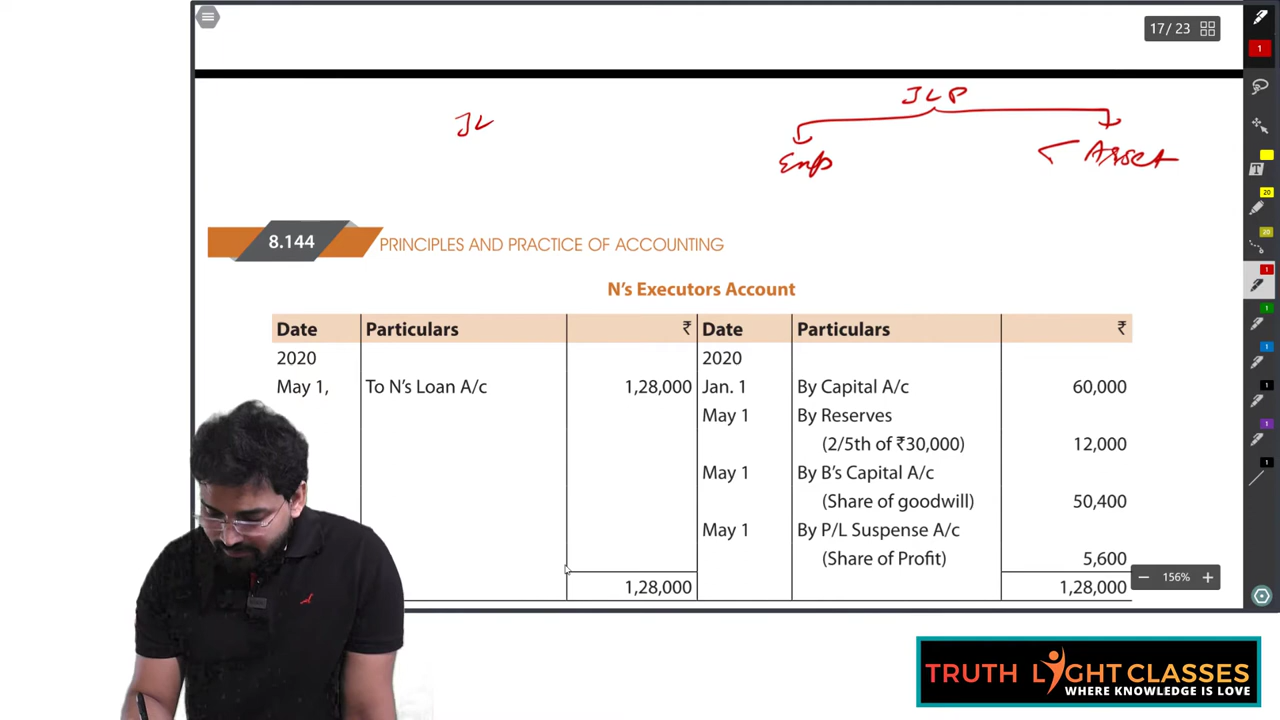 17 / 23
JLP
JL
Exp
Asset
8.144
PRINCIPLES AND PRACTICE OF ACCOUNTING
N's Executors Account
Date Particulars ₹ Date Particulars ₹
2020 2020
May 1, To N's Loan A/c 1,28,000 Jan. 1 By Capital A/c 60,000
May 1 By Reserves
(2/5th of ₹30,000) 12,000
May 1 By B's Capital A/c
(Share of goodwill) 50,400
May 1 By P/L Suspense A/c
(Share of Profit) 5,600
1,28,000 1,28,000
156%
TRUTH LIGHT CLASSES
WHERE KNOWLEDGE IS LOVE